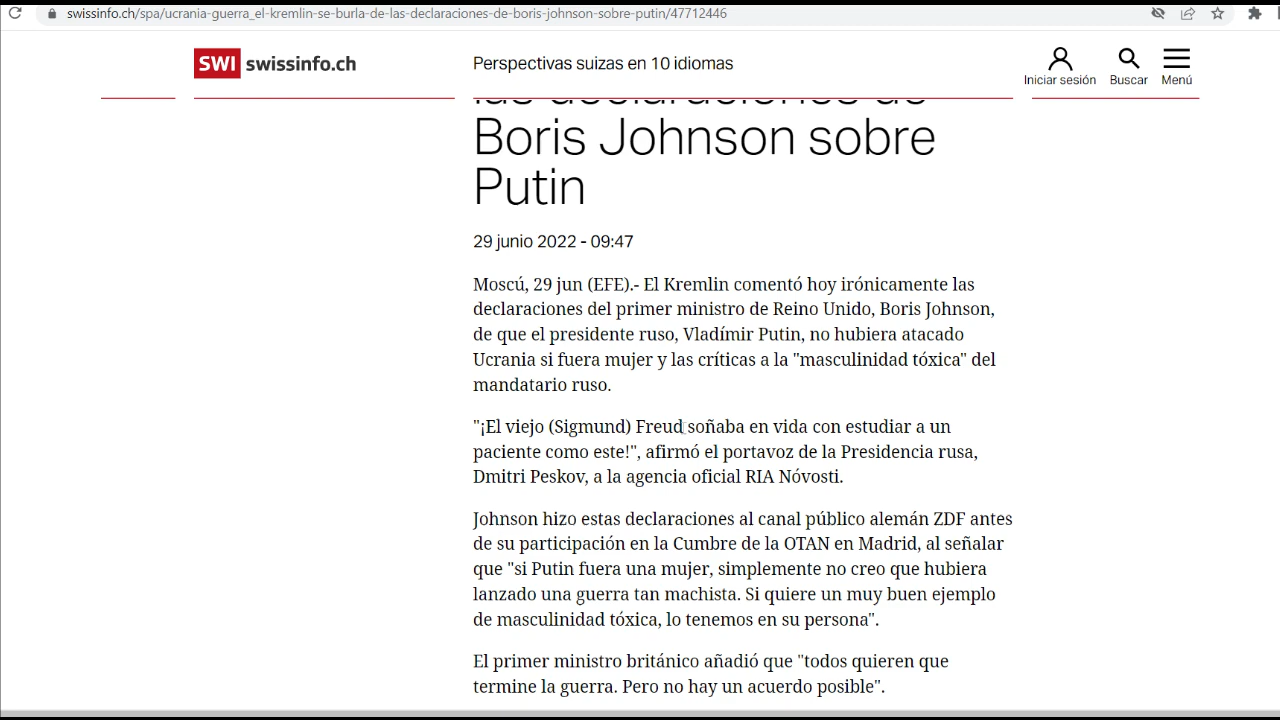 swissinfo.ch/spa/ucrania-guerra_el-kremlin-se-burla-de-las-declaraciones-de-boris-johnson-sobre-putin/47712446
SWI swissinfo.ch
Perspectivas suizas en 10 idiomas
Iniciar sesión
Buscar
Menú
las declaraciones de
Boris Johnson sobre
Putin
29 junio 2022 - 09:47
Moscú, 29 jun (EFE).- El Kremlin comentó hoy irónicamente las
declaraciones del primer ministro de Reino Unido, Boris Johnson,
de que el presidente ruso, Vladímir Putin, no hubiera atacado
Ucrania si fuera mujer y las críticas a la "masculinidad tóxica" del
mandatario ruso.
"¡El viejo (Sigmund) Freud soñaba en vida con estudiar a un
paciente como este!", afirmó el portavoz de la Presidencia rusa,
Dmitri Peskov, a la agencia oficial RIA Nóvosti.
Johnson hizo estas declaraciones al canal público alemán ZDF antes
de su participación en la Cumbre de la OTAN en Madrid, al señalar
que "si Putin fuera una mujer, simplemente no creo que hubiera
lanzado una guerra tan machista. Si quiere un muy buen ejemplo
de masculinidad tóxica, lo tenemos en su persona".
El primer ministro británico añadió que "todos quieren que
termine la guerra. Pero no hay un acuerdo posible".